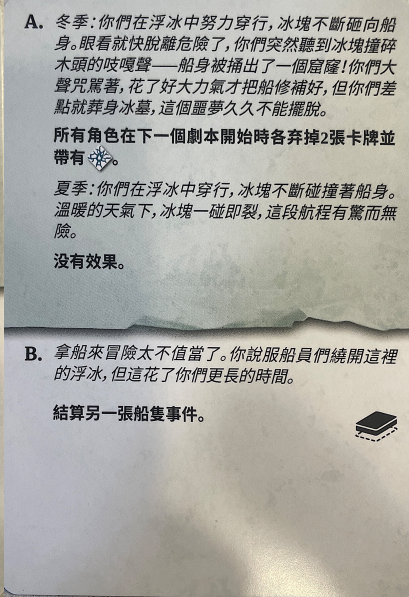 A. 冬季：你們在浮冰中努力穿行，冰塊不斷砸向船
身。眼看就快脫離危險了，你們突然聽到冰塊撞碎
木頭的吱嘎聲——船身被捅出了一個窟窿！你們大
聲咒罵著，花了好大力氣才把船修補好，但你們差
點就葬身冰墓，這個噩夢久久不能擺脫。
所有角色在下一個劇本開始時各弃掉2張卡牌並
帶有。
夏季：你們在浮冰中穿行，冰塊不斷碰撞著船身。
溫暖的天氣下，冰塊一碰即裂，這段航程有驚而無
險。
没有效果。
B. 拿船來冒險太不值當了。你說服船員們繞開這裡
的浮冰，但這花了你們更長的時間。
結算另一張船隻事件。